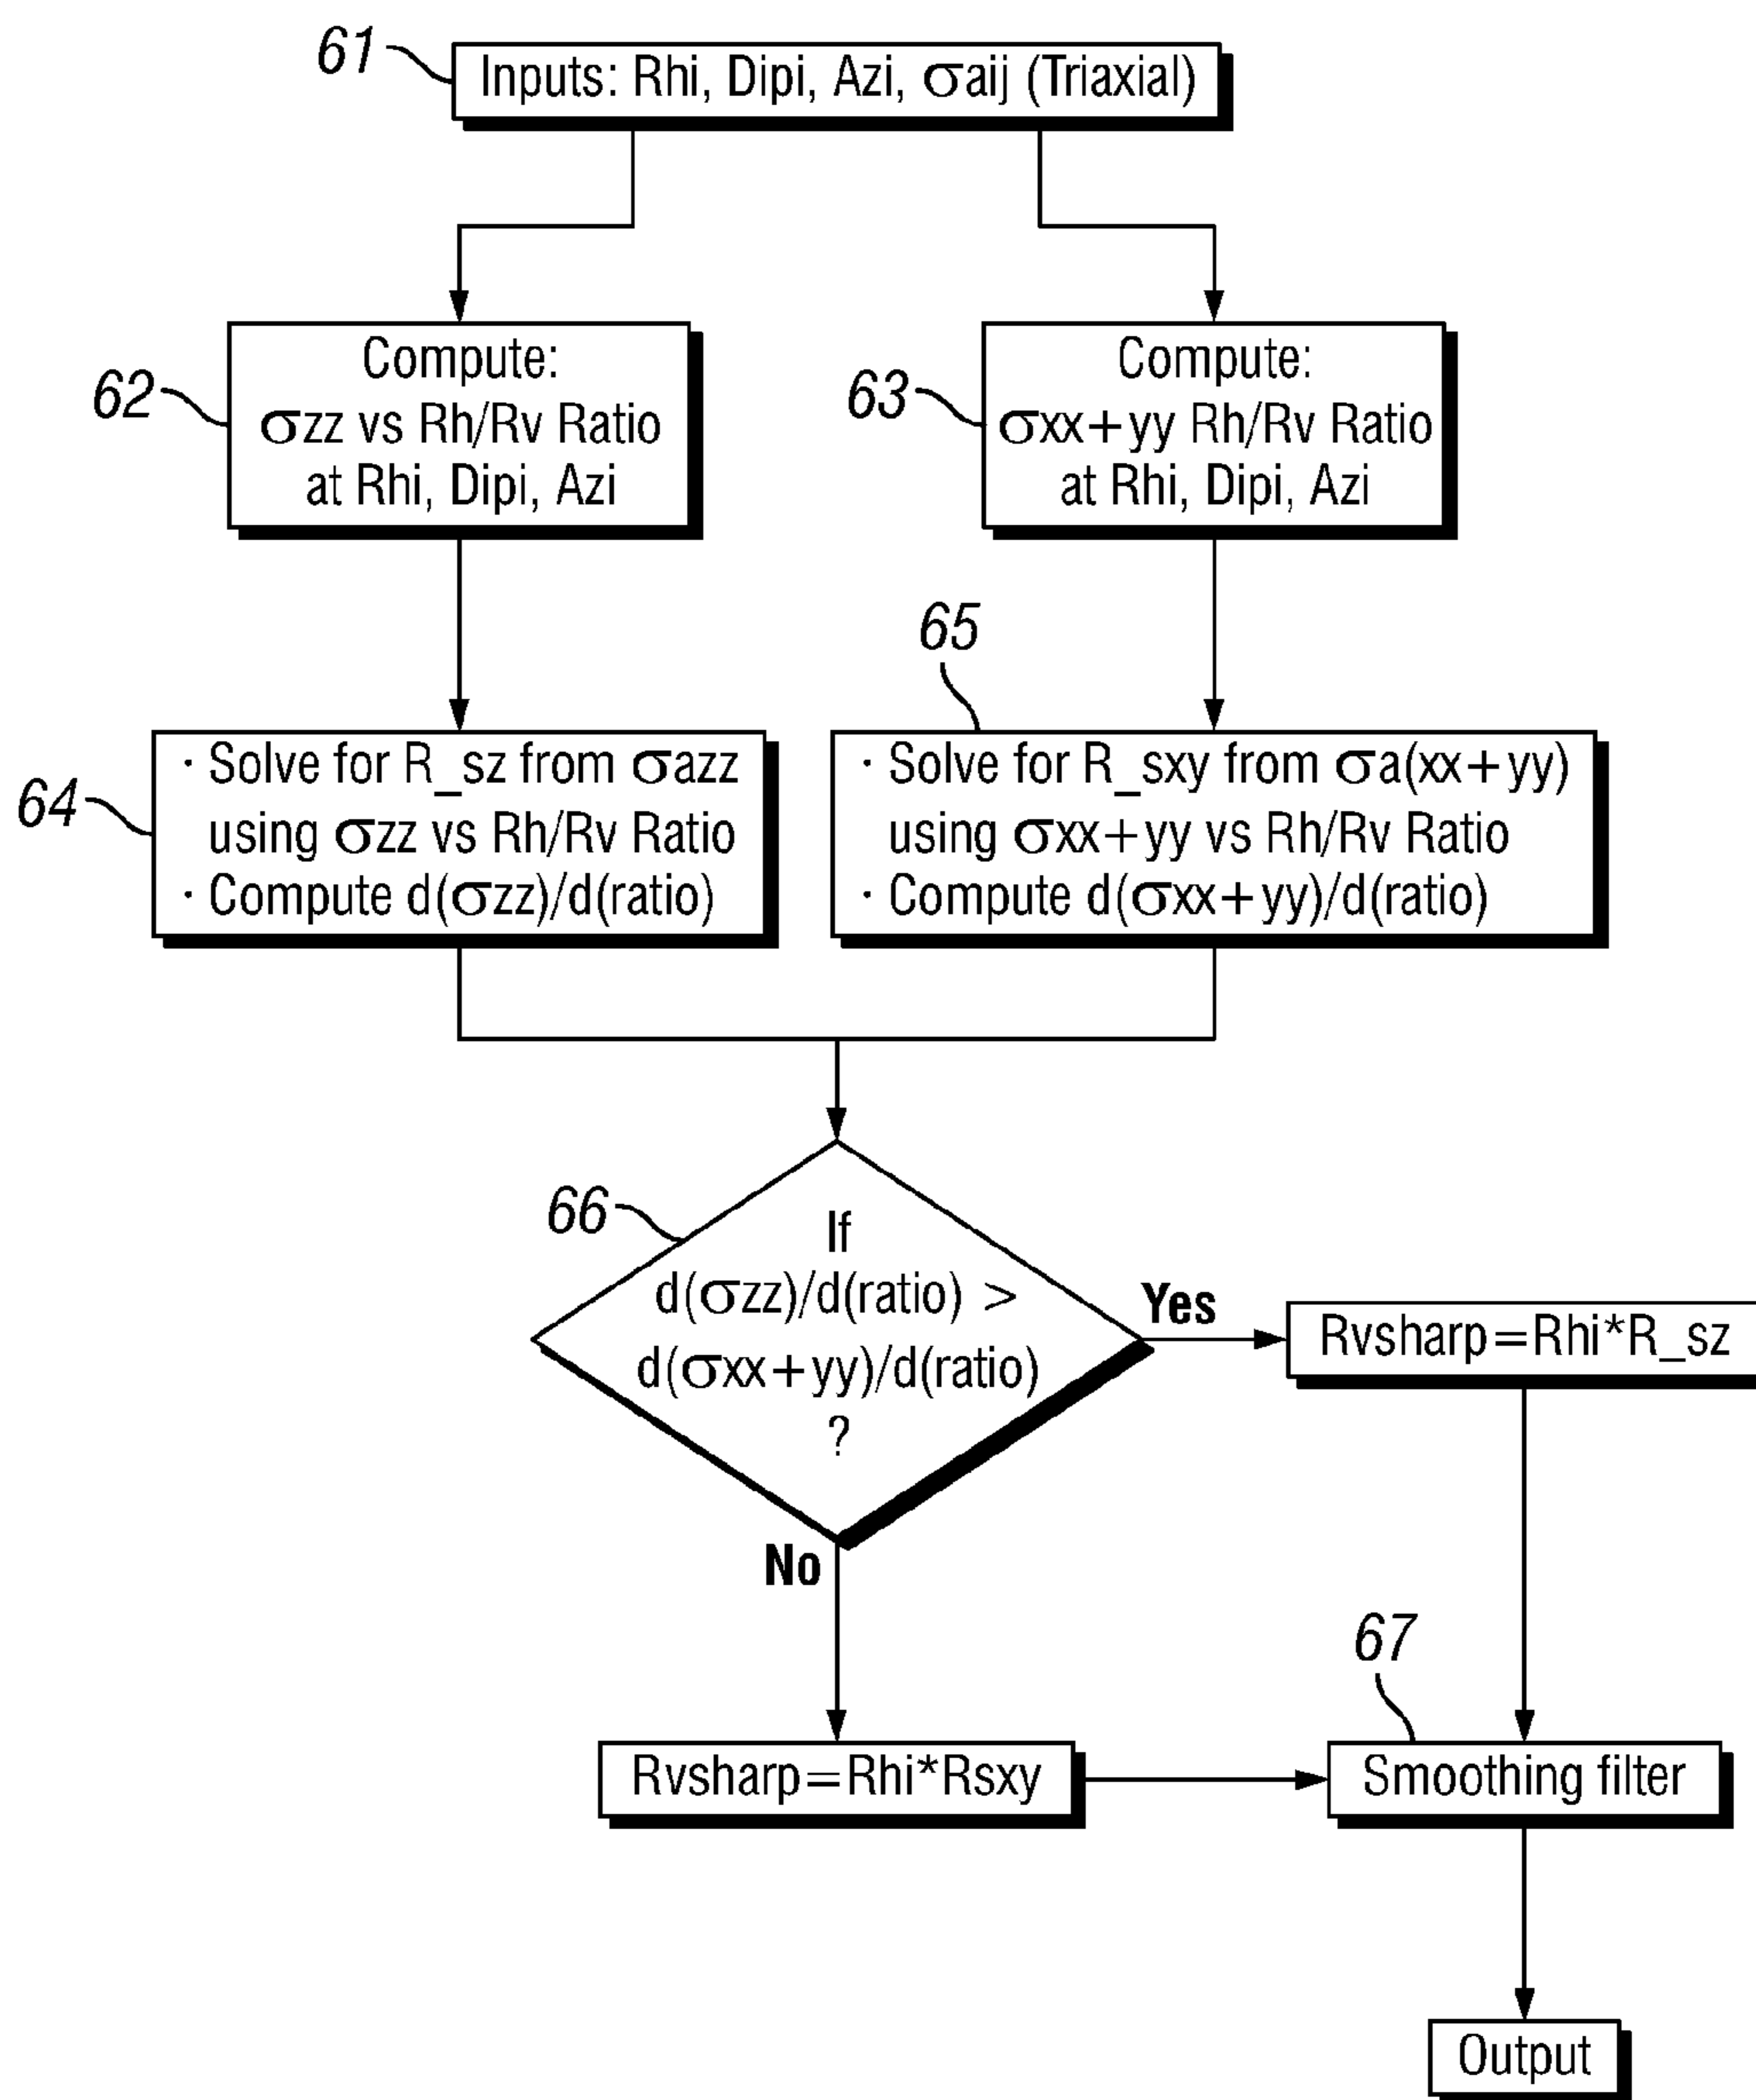 61
Inputs: Rhi, Dipi, Azi, σaij (Triaxial)
62
Compute:
σzz vs Rh/Rv Ratio
at Rhi, Dipi, Azi
63
Compute:
σxx+yy Rh/Rv Ratio
at Rhi, Dipi, Azi
64
· Solve for R_sz from σazz
using σzz vs Rh/Rv Ratio
· Compute d(σzz)/d(ratio)
65
· Solve for R_sxy from σa(xx+yy)
using σxx+yy vs Rh/Rv Ratio
· Compute d(σxx+yy)/d(ratio)
66
If
d(σzz)/d(ratio) >
d(σxx+yy)/d(ratio)
?
Yes
Rvsharp=Rhi*R_sz
No
Rvsharp=Rhi*Rsxy
67
Smoothing filter
Output